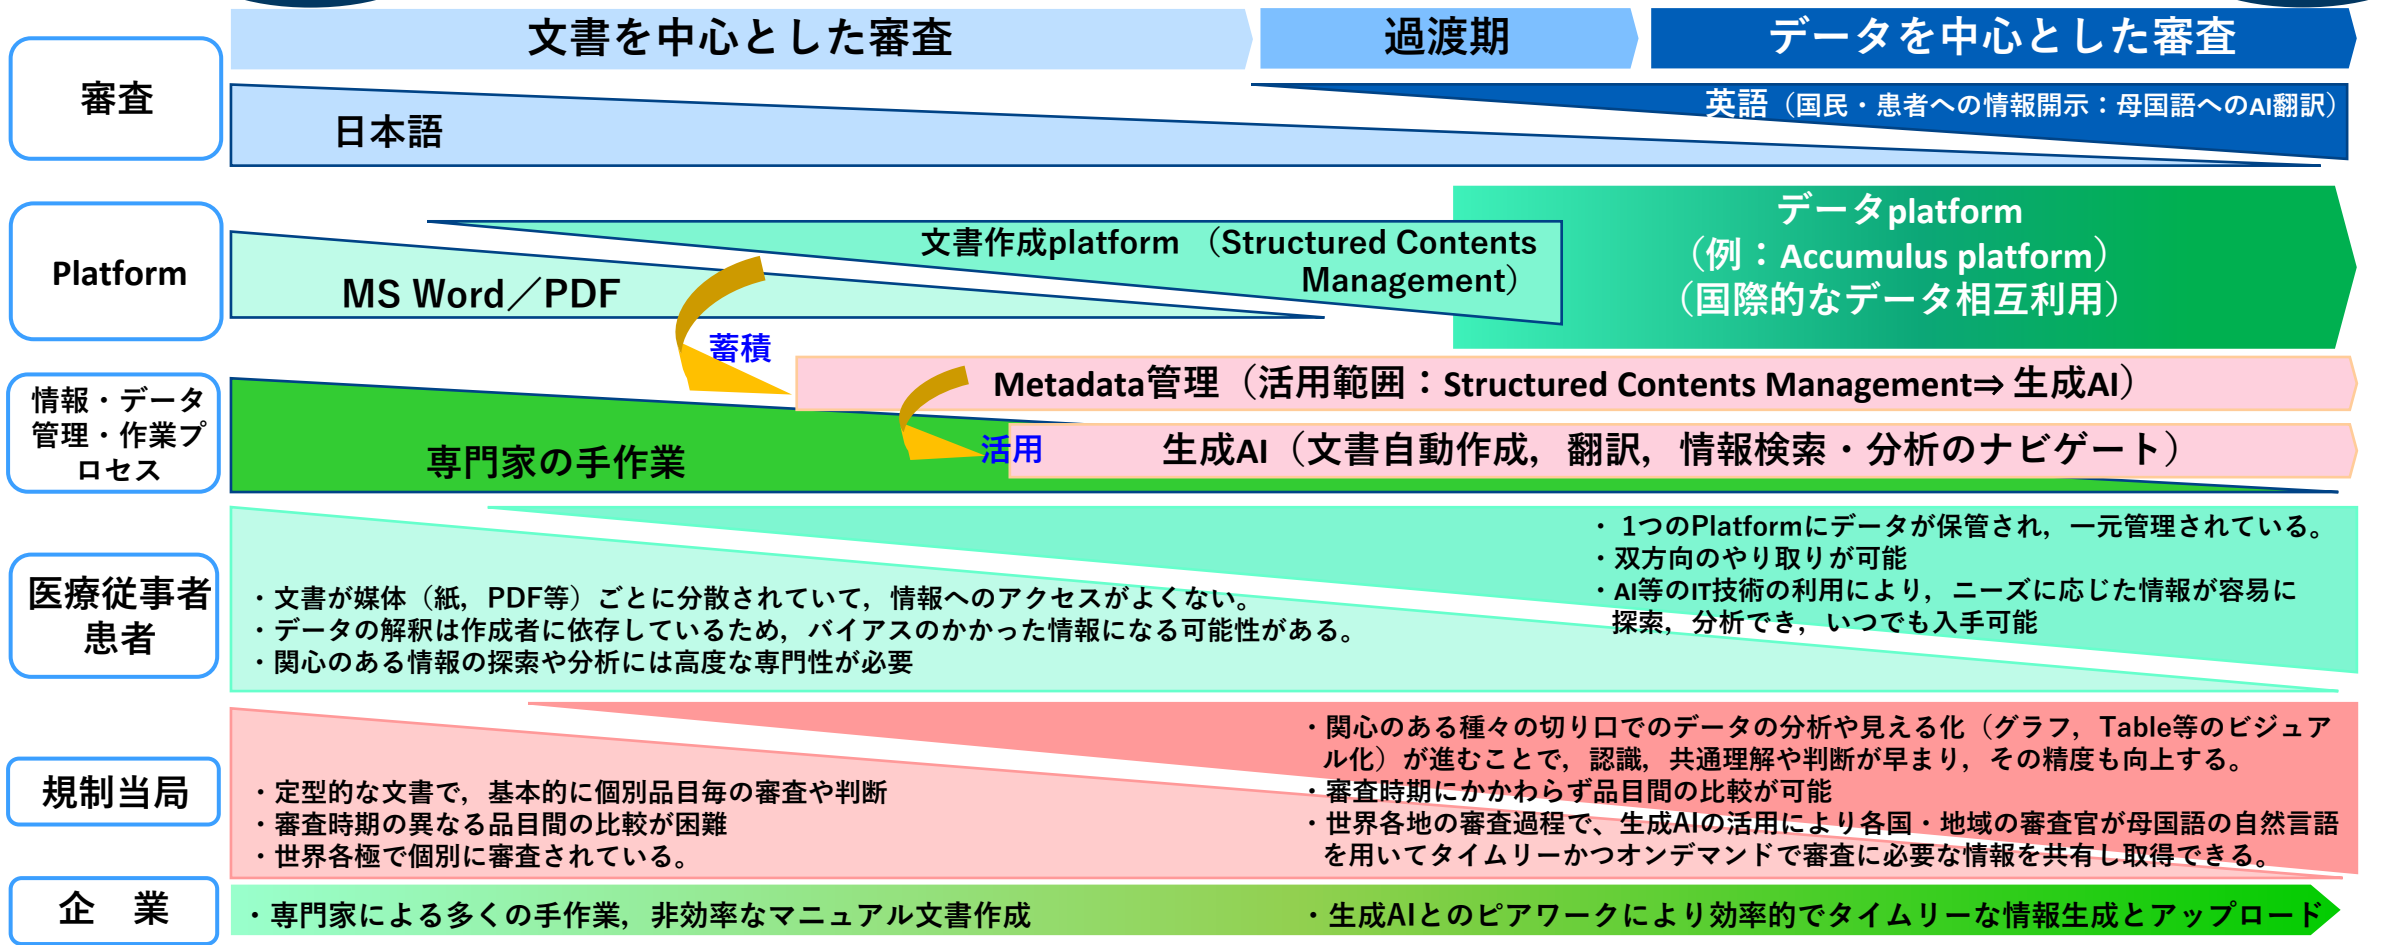 文書を中心とした審査
過渡期
データを中心とした審査
審査
日本語
英語（国民・患者への情報開示：母国語へのAI翻訳）
Platform
MS Word／PDF
文書作成platform （Structured Contents
Management）
データplatform
（例：Accumulus platform）
（国際的なデータ相互利用）
蓄積
情報・データ
管理・作業プ
ロセス
専門家の手作業
Metadata管理（活用範囲：Structured Contents Management⇒ 生成AI）
活用
生成AI（文書自動作成，翻訳，情報検索・分析のナビゲート）
医療従事者
患者
・文書が媒体（紙，PDF等）ごとに分散されていて，情報へのアクセスがよくない。
・データの解釈は作成者に依存しているため，バイアスのかかった情報になる可能性がある。
・関心のある情報の探索や分析には高度な専門性が必要
・ 1つのPlatformにデータが保管され，一元管理されている。
・双方向のやり取りが可能
・AI等のIT技術の利用により，ニーズに応じた情報が容易に
探索，分析でき，いつでも入手可能
規制当局
・定型的な文書で，基本的に個別品目毎の審査や判断
・審査時期の異なる品目間の比較が困難
・世界各極で個別に審査されている。
・関心のある種々の切り口でのデータの分析や見える化（グラフ，Table等のビジュア
ル化）が進むことで，認識，共通理解や判断が早まり，その精度も向上する。
・審査時期にかかわらず品目間の比較が可能
・世界各地の審査過程で、生成AIの活用により各国・地域の審査官が母国語の自然言語
を用いてタイムリーかつオンデマンドで審査に必要な情報を共有し取得できる。
企　業
・専門家による多くの手作業，非効率なマニュアル文書作成
・生成AIとのピアワークにより効率的でタイムリーな情報生成とアップロード